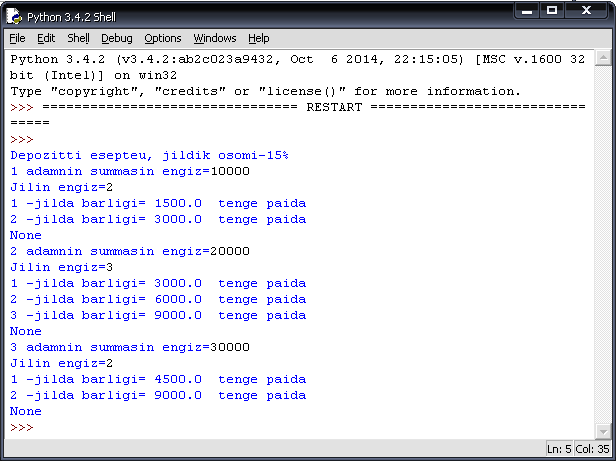 Python 3.4.2 Shell
File Edit Shell Debug Options Windows Help
Python 3.4.2 (v3.4.2:ab2c023a9432, Oct  6 2014, 22:15:05) [MSC v.1600 32
bit (Intel)] on win32
Type "copyright", "credits" or "license()" for more information.
>>> ================================ RESTART ===========================
=====
>>>
Depozitti esepteu, jildik osomi-15%
1 adamnin summasin engiz=10000
Jilin engiz=2
1 -jilda barligi= 1500.0  tenge paida
2 -jilda barligi= 3000.0  tenge paida
None
2 adamnin summasin engiz=20000
Jilin engiz=3
1 -jilda barligi= 3000.0  tenge paida
2 -jilda barligi= 6000.0  tenge paida
3 -jilda barligi= 9000.0  tenge paida
None
3 adamnin summasin engiz=30000
Jilin engiz=2
1 -jilda barligi= 4500.0  tenge paida
2 -jilda barligi= 9000.0  tenge paida
None
>>>
Ln: 5 Col: 35